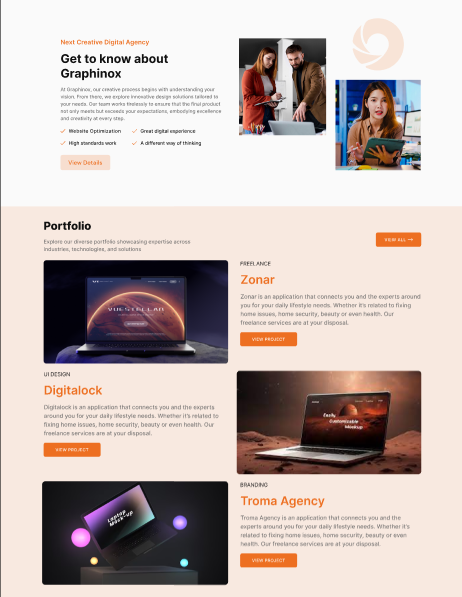 Next Creative Digital Agency
Get to know about
Graphinox
At Graphinox, our creative process begins with understanding your
vision. From there, we explore innovative design solutions tailored to
your needs. Our team works tirelessly to ensure that the final product
not only meets but exceeds your expectations, embodying excellence
and creativity at every step.
Website Optimization
Great digital experience
High standards work
A different way of thinking
View Details
Portfolio
Explore our diverse portfolio showcasing expertise across
industries, technologies, and solutions
VIEW ALL →
FREELANCE
Zonar
Zonar is an application that connects you and the experts around
you for your daily lifestyle needs. Whether it's related to fixing
home issues, home security, beauty or even health. Our
freelance services are at your disposal.
VIEW PROJECT
UI DESIGN
Digitalock
Digitalock is an application that connects you and the experts
around you for your daily lifestyle needs. Whether it's related to
fixing home issues, home security, beauty or even health. Our
freelance services are at your disposal.
VIEW PROJECT
Easily
Customizable
Mockup
Laptop
Mock-up
BRANDING
Troma Agency
Troma Agency is an application that connects you and the
experts around you for your daily lifestyle needs. Whether it's
related to fixing home issues, home security, beauty or even
health. Our freelance services are at your disposal.
VIEW PROJECT